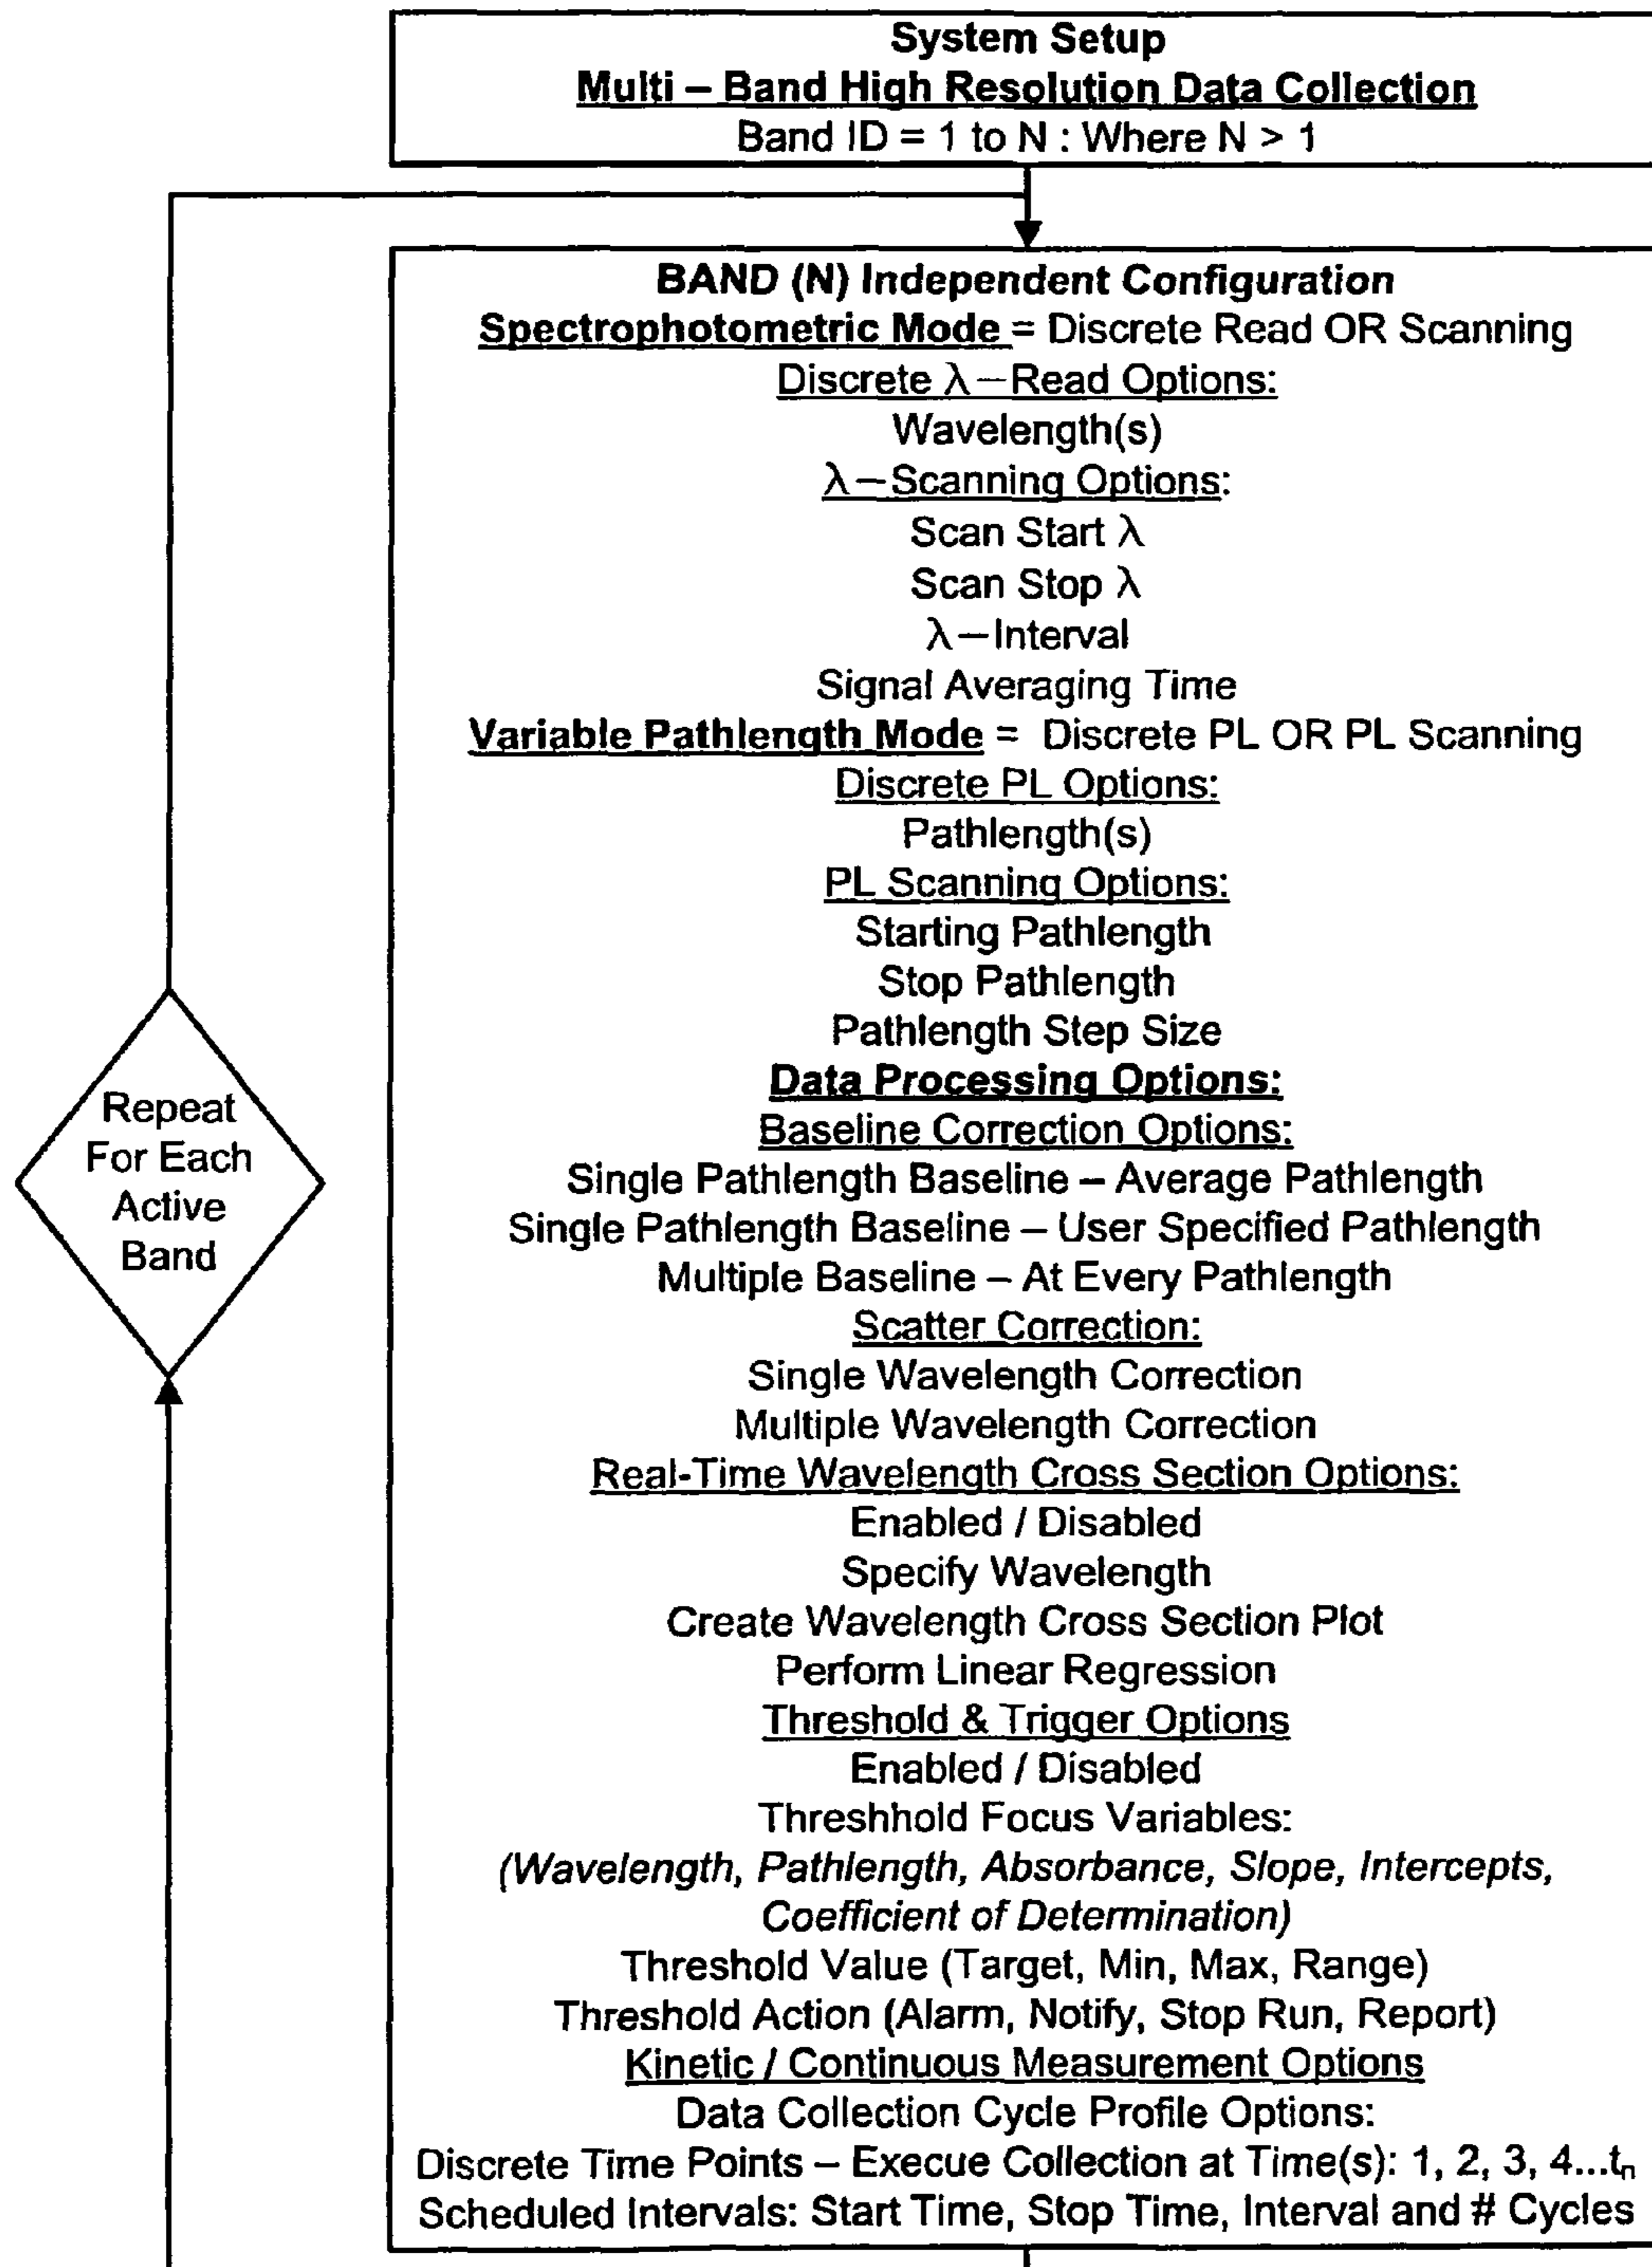 System Setup
Multi – Band High Resolution Data Collection
Band ID = 1 to N : Where N > 1
BAND (N) Independent Configuration
Spectrophotometric Mode = Discrete Read OR Scanning
Discrete λ–Read Options:
Wavelength(s)
λ–Scanning Options:
Scan Start λ
Scan Stop λ
λ–Interval
Signal Averaging Time
Variable Pathlength Mode = Discrete PL OR PL Scanning
Discrete PL Options:
Pathlength(s)
PL Scanning Options:
Starting Pathlength
Stop Pathlength
Pathlength Step Size
Data Processing Options:
Baseline Correction Options:
Single Pathlength Baseline – Average Pathlength
Single Pathlength Baseline – User Specified Pathlength
Multiple Baseline – At Every Pathlength
Scatter Correction:
Single Wavelength Correction
Multiple Wavelength Correction
Real-Time Wavelength Cross Section Options:
Enabled / Disabled
Specify Wavelength
Create Wavelength Cross Section Plot
Perform Linear Regression
Threshold & Trigger Options
Enabled / Disabled
Threshhold Focus Variables:
(Wavelength, Pathlength, Absorbance, Slope, Intercepts,
Coefficient of Determination)
Threshold Value (Target, Min, Max, Range)
Threshold Action (Alarm, Notify, Stop Run, Report)
Kinetic / Continuous Measurement Options
Data Collection Cycle Profile Options:
Discrete Time Points – Execue Collection at Time(s): 1, 2, 3, 4...tn
Scheduled Intervals: Start Time, Stop Time, Interval and # Cycles
Repeat
For Each
Active
Band